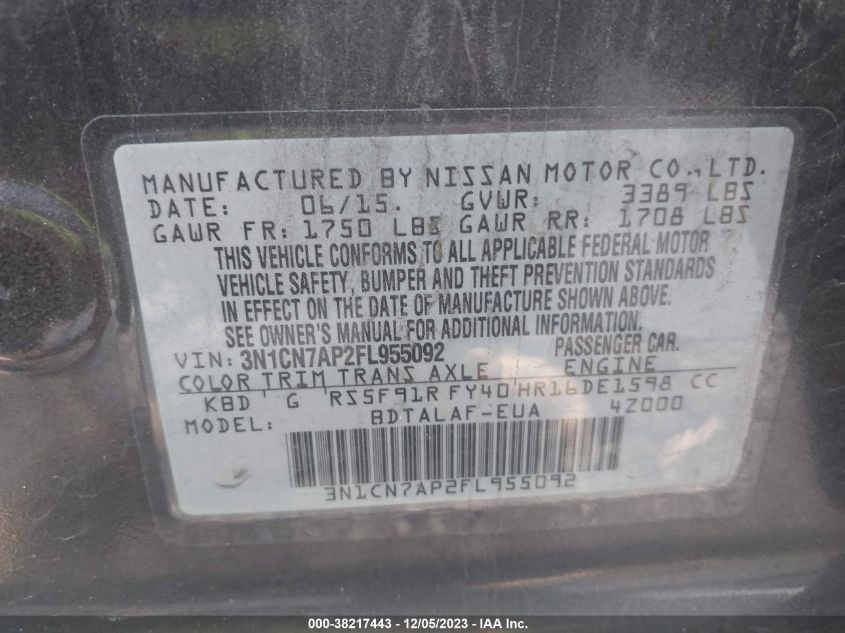 MANUFACTURED BY NISSAN MOTOR CO.,LTD.
DATE: 06/15. GVWR: 3389 LBS
GAWR FR: 1750 LBS GAWR RR: 1708 LBS
THIS VEHICLE CONFORMS TO ALL APPLICABLE FEDERAL MOTOR
VEHICLE SAFETY, BUMPER AND THEFT PREVENTION STANDARDS
IN EFFECT ON THE DATE OF MANUFACTURE SHOWN ABOVE.
SEE OWNER'S MANUAL FOR ADDITIONAL INFORMATION.
VIN: 3N1CN7AP2FL955092 PASSENGER CAR.
COLOR TRIM TRANS AXLE ENGINE
KBD G RS5F91R FY40 HR16DE1598 CC
MODEL: BDTALAF-EUA 4Z000
3N1CN7AP2FL955092
000-38217443 - 12/05/2023 - IAA Inc.